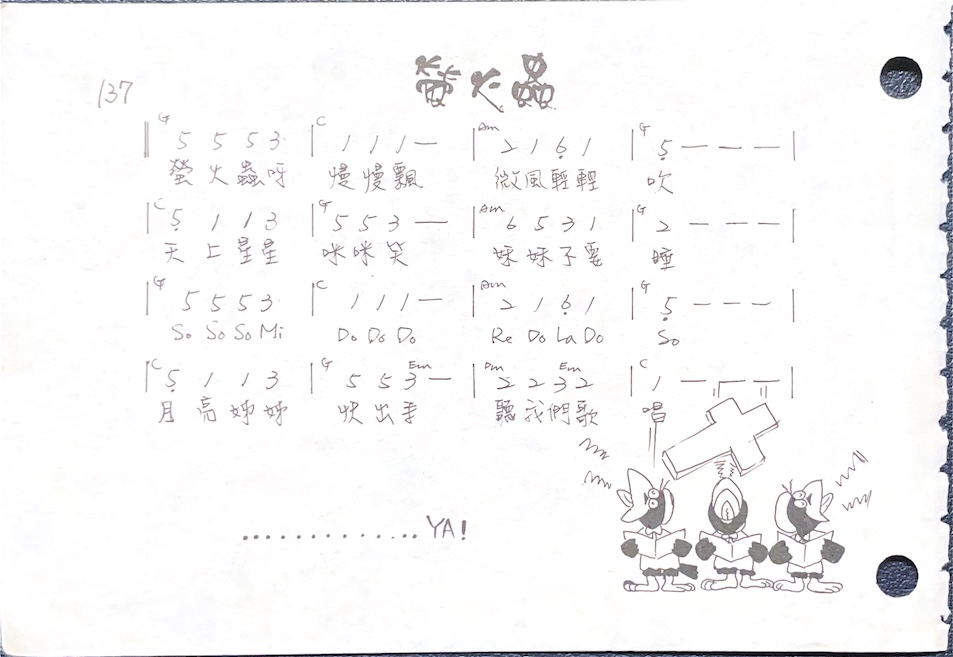 螢火蟲
137
G C Am G
5 5 5 3 | 1 1 1 — | 2 1 6̣ 1 | 5̣ — — — |
螢火蟲呀 慢慢飄 微風輕輕 吹
C G Am G
5̣ 1 1 3 | 5 5 3 — | 6 5 3 1 | 2 — — — |
天上星星 咪咪笑 妹妹不要 睡
G C Am G
5 5 5 3 | 1 1 1 — | 2 1 6̣ 1 | 5̣ — — — |
So So So Mi Do Do Do Re Do La Do So
C G Em Dm Em C
5̣ 1 1 3 | 5 5 3 — | 2 2 3 2 | 1 — — — |
月亮姊姊 快出手 聽我們歌 唱
.............. YA!